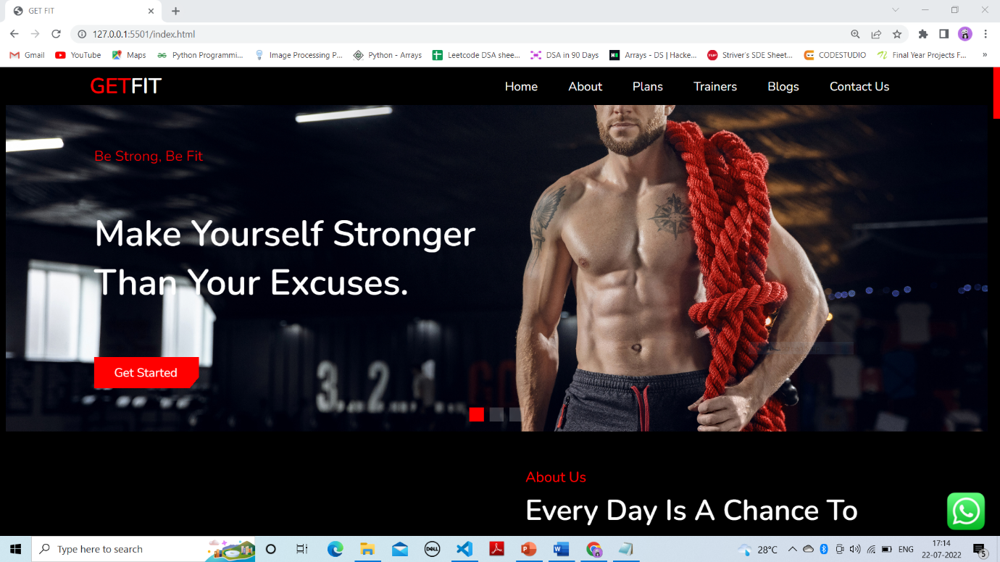 GET FIT
127.0.0.1:5501/index.html
Gmail
YouTube
Maps
Python Programmi...
Image Processing P...
Python - Arrays
Leetcode DSA shee...
DSA in 90 Days
Arrays - DS | Hacke...
Striver's SDE Sheet...
CODESTUDIO
Final Year Projects F...
»
GETFIT
Home
About
Plans
Trainers
Blogs
Contact Us
Be Strong, Be Fit
Make Yourself Stronger
Than Your Excuses.
Get Started
3...2...
GO
About Us
Every Day Is A Chance To
Type here to search
DELL
28°C
ENG
17:14
22-07-2022
5